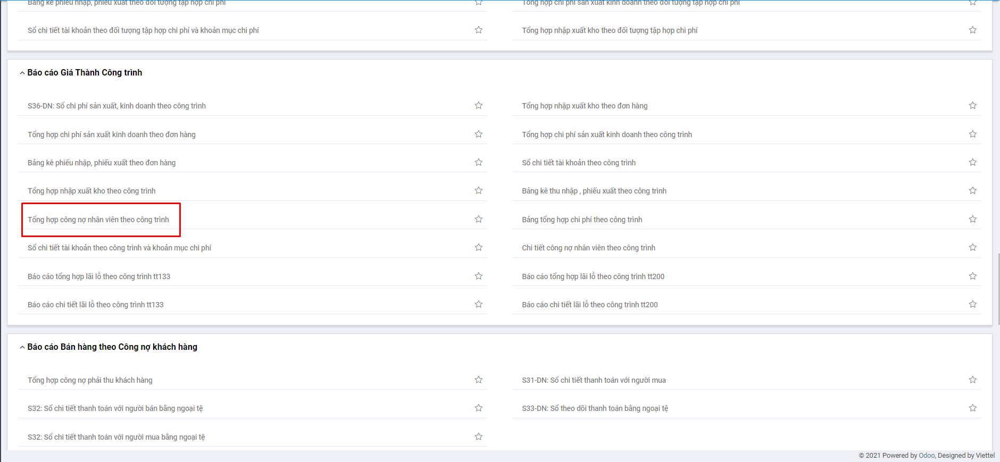 Bảng kê phiếu nhập, phiếu xuất theo đối tượng tập hợp chi phí
Tổng hợp chi phí sản xuất kinh doanh theo đối tượng tập hợp chi phí
Sổ chi tiết tài khoản theo đối tượng tập hợp chi phí và khoản mục chi phí
Tổng hợp nhập xuất kho theo đối tượng tập hợp chi phí
Báo cáo Giá Thành Công trình
S36-DN: Sổ chi phí sản xuất, kinh doanh theo công trình
Tổng hợp nhập xuất kho theo đơn hàng
Tổng hợp chi phí sản xuất kinh doanh theo đơn hàng
Tổng hợp chi phí sản xuất kinh doanh theo công trình
Bảng kê phiếu nhập, phiếu xuất theo đơn hàng
Sổ chi tiết tài khoản theo công trình
Tổng hợp nhập xuất kho theo công trình
Bảng kê thu nhập , phiếu xuất theo công trình
Tổng hợp công nợ nhân viên theo công trình
Bảng tổng hợp chi phí theo công trình
Sổ chi tiết tài khoản theo công trình và khoản mục chi phí
Chi tiết công nợ nhân viên theo công trình
Báo cáo tổng hợp lãi lỗ theo công trình tt133
Báo cáo tổng hợp lãi lỗ theo công trình tt200
Báo cáo chi tiết lãi lỗ theo công trình tt133
Báo cáo chi tiết lãi lỗ theo công trình tt200
Báo cáo Bán hàng theo Công nợ khách hàng
Tổng hợp công nợ phải thu khách hàng
S31-DN: Sổ chi tiết thanh toán với người mua
S32: Sổ chi tiết thanh toán với người bán bằng ngoại tệ
S33-DN: Sổ theo dõi thanh toán bằng ngoại tệ
S32: Sổ chi tiết thanh toán với người mua bằng ngoại tệ
© 2021 Powered by Odoo, Designed by Viettel